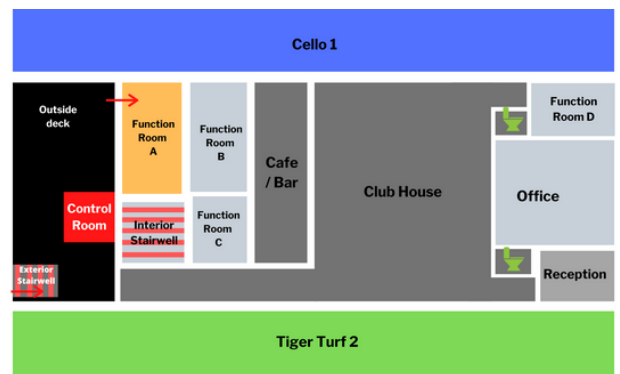 Cello 1
Outside
deck
Function
Room
A
Function
Room
B
Cafe
/ Bar
Club House
Function
Room D
Office
Control
Room
Interior
Stairwell
Function
Room
C
Exterior
Stairwell
Reception
Tiger Turf 2